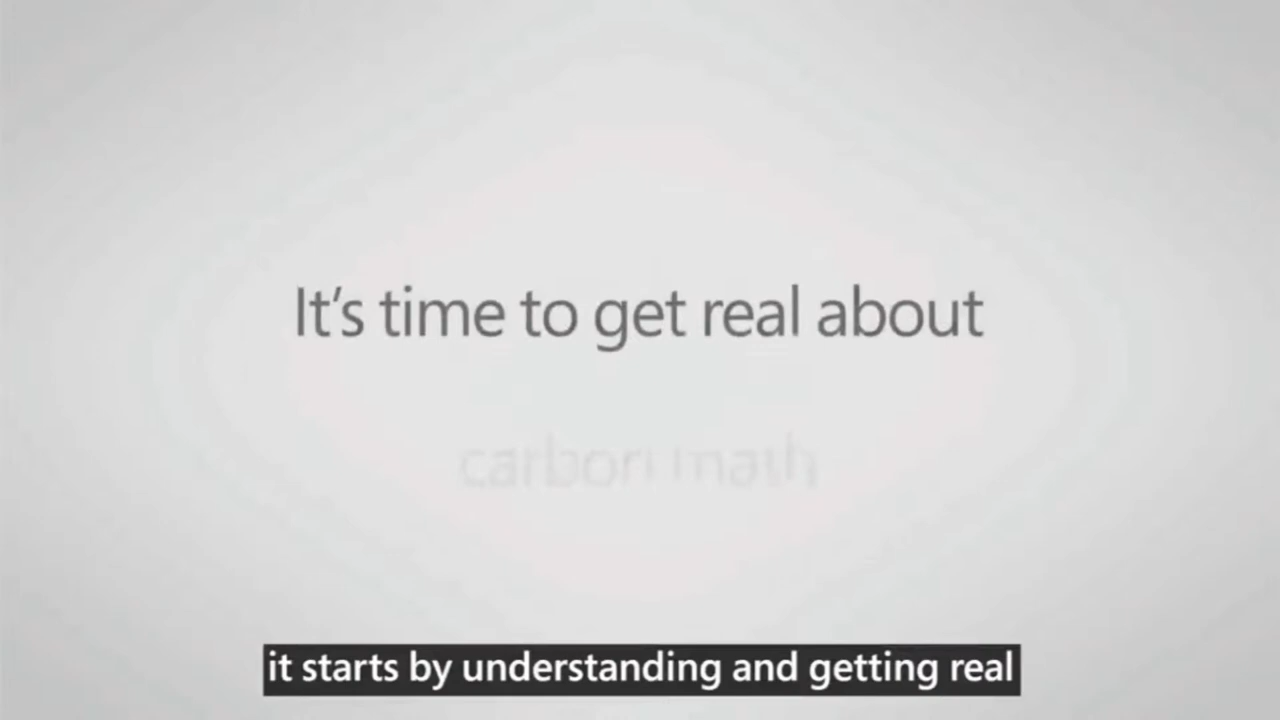 It's time to get real about
carbon math
it starts by understanding and getting real